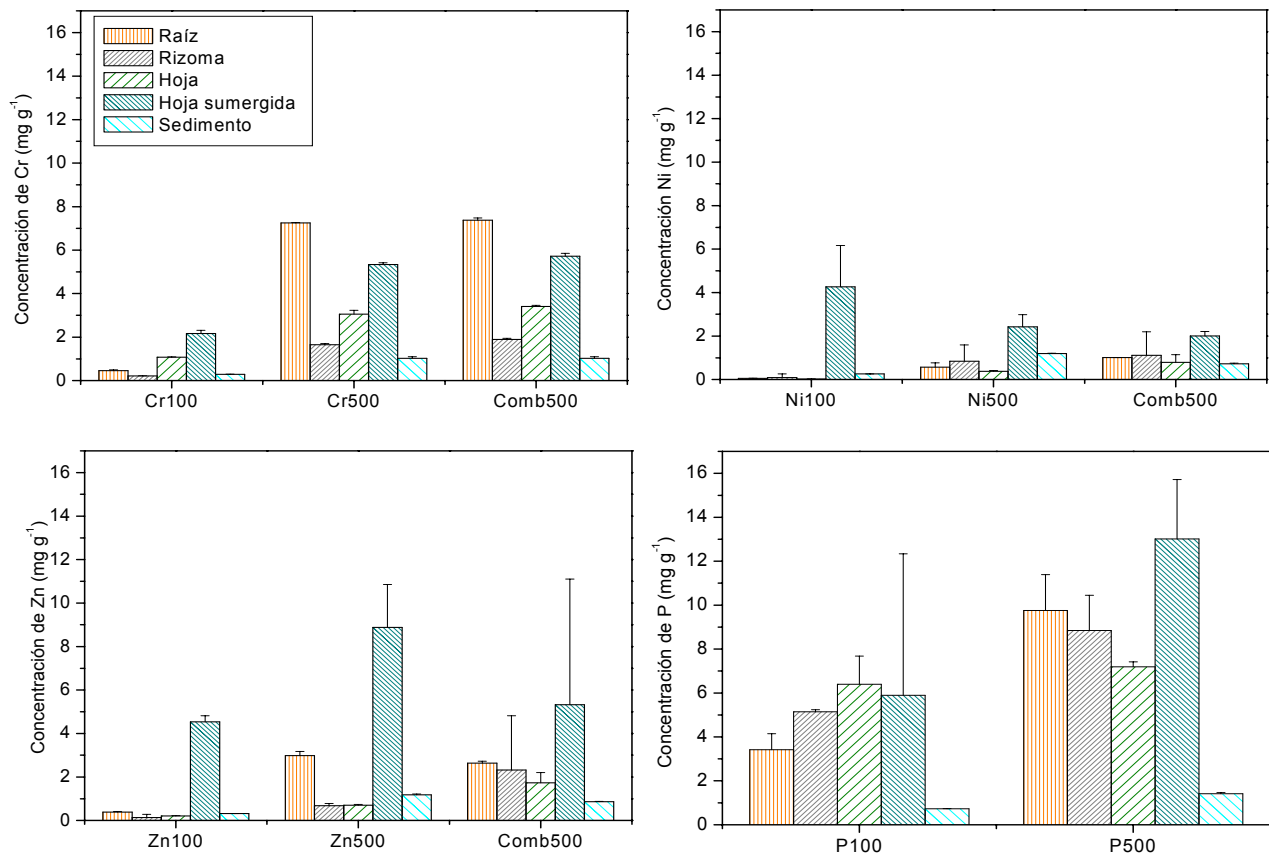 Concentración de Cr (mg g⁻¹)
16
14
12
10
8
6
4
2
0
Raíz
Rizoma
Hoja
Hoja sumergida
Sedimento
Cr100 Cr500 Comb500
Concentración Ni (mg g⁻¹)
16
14
12
10
8
6
4
2
0
Ni100 Ni500 Comb500
Concentración de Zn (mg g⁻¹)
16
14
12
10
8
6
4
2
0
Zn100 Zn500 Comb500
Concentración de P (mg g⁻¹)
16
14
12
10
8
6
4
2
0
P100 P500